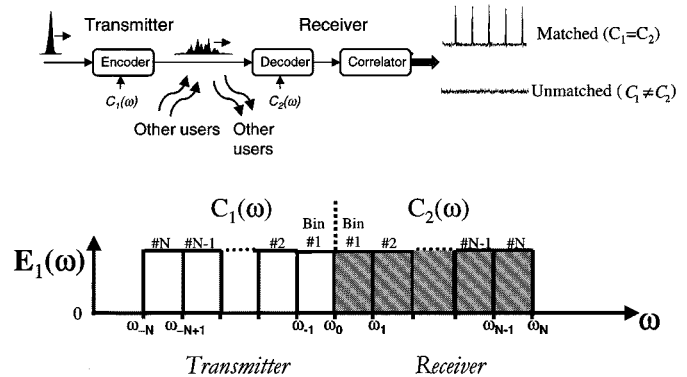 Transmitter Receiver
Matched (C₁=C₂)
Encoder Decoder Correlator
C₁(ω) C₂(ω)
Unmatched (C₁≠C₂)
Other users Other users
C₁(ω) C₂(ω)
Bin Bin
#N #N-1 #2 #1 #1 #2 #N-1 #N
E₁(ω)
0
ω₋N ω₋N+1 ω₋1 ω₀ ω₁ ωN-1 ωN ω
Transmitter Receiver